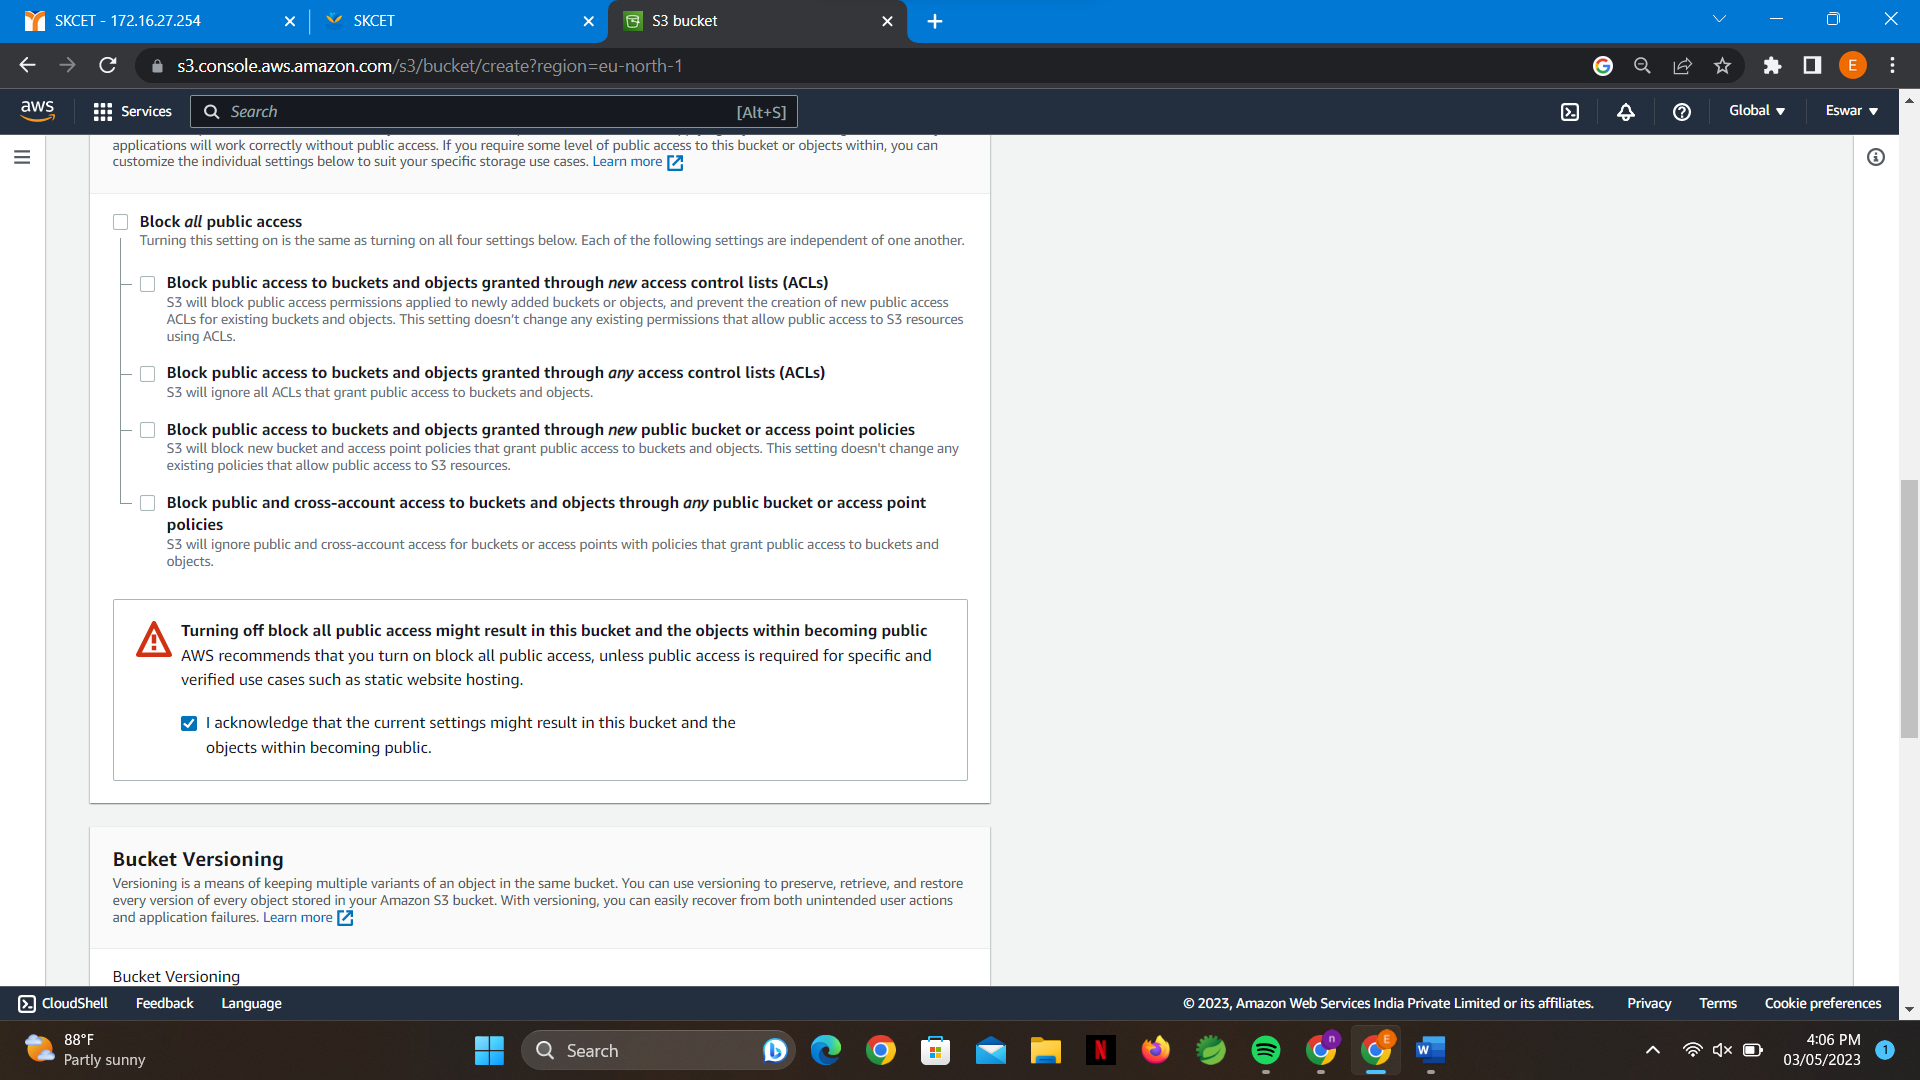 SKCET - 172.16.27.254
SKCET
S3 bucket
s3.console.aws.amazon.com/s3/bucket/create?region=eu-north-1
E
aws
Services
Search
[Alt+S]
Global
Eswar
applications will work correctly without public access. If you require some level of public access to this bucket or objects within, you can
customize the individual settings below to suit your specific storage use cases. Learn more
Block all public access
Turning this setting on is the same as turning on all four settings below. Each of the following settings are independent of one another.
Block public access to buckets and objects granted through new access control lists (ACLs)
S3 will block public access permissions applied to newly added buckets or objects, and prevent the creation of new public access
ACLs for existing buckets and objects. This setting doesn't change any existing permissions that allow public access to S3 resources
using ACLs.
Block public access to buckets and objects granted through any access control lists (ACLs)
S3 will ignore all ACLs that grant public access to buckets and objects.
Block public access to buckets and objects granted through new public bucket or access point policies
S3 will block new bucket and access point policies that grant public access to buckets and objects. This setting doesn't change any
existing policies that allow public access to S3 resources.
Block public and cross-account access to buckets and objects through any public bucket or access point
policies
S3 will ignore public and cross-account access for buckets or access points with policies that grant public access to buckets and
objects.
Turning off block all public access might result in this bucket and the objects within becoming public
AWS recommends that you turn on block all public access, unless public access is required for specific and
verified use cases such as static website hosting.
I acknowledge that the current settings might result in this bucket and the
objects within becoming public.
Bucket Versioning
Versioning is a means of keeping multiple variants of an object in the same bucket. You can use versioning to preserve, retrieve, and restore
every version of every object stored in your Amazon S3 bucket. With versioning, you can easily recover from both unintended user actions
and application failures. Learn more
Bucket Versioning
CloudShell
Feedback
Language
© 2023, Amazon Web Services India Private Limited or its affiliates.
Privacy
Terms
Cookie preferences
88°F
Partly sunny
Search
N
n
E
W
4:06 PM
03/05/2023
1